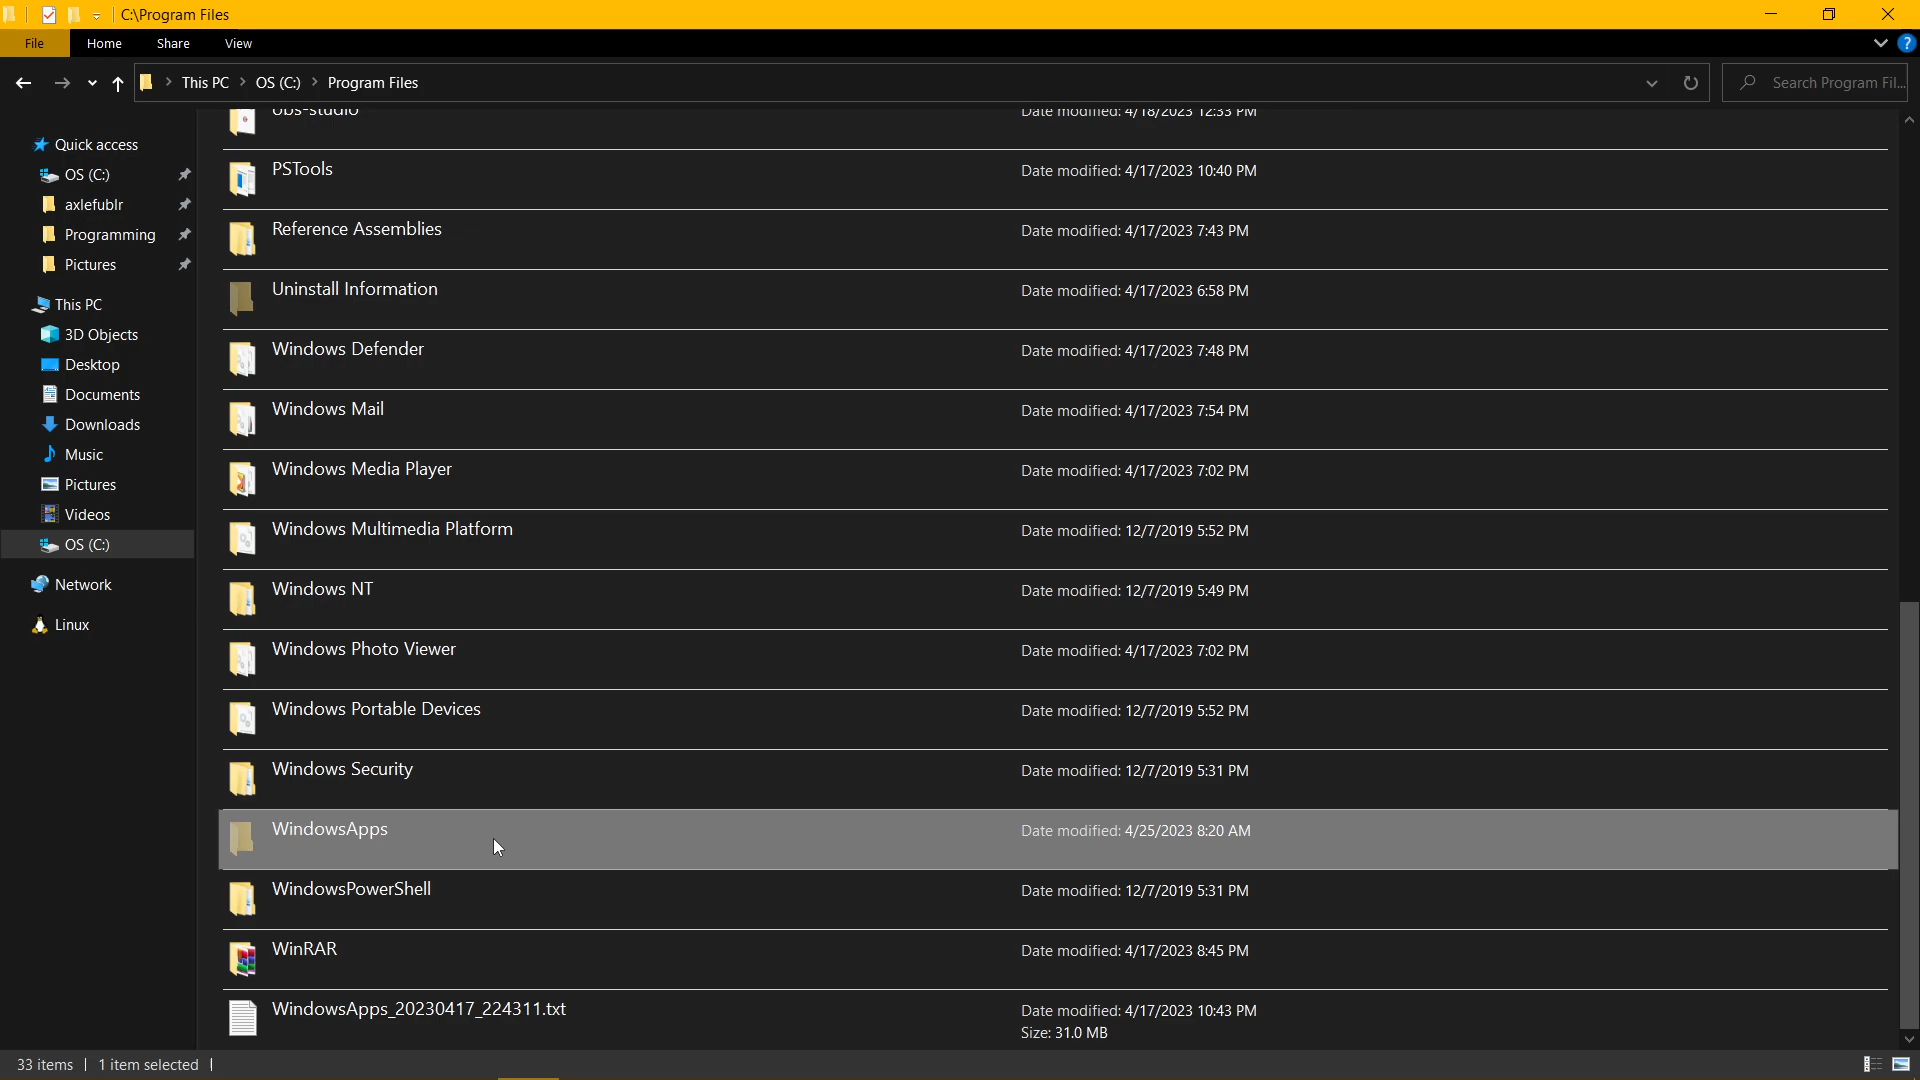 C:\Program Files
File Home Share View
?
This PC OS (C:) Program Files
Search Program Fil...
Quick access
OS (C:)
axlefublr
Programming
Pictures
This PC
3D Objects
Desktop
Documents
Downloads
Music
Pictures
Videos
OS (C:)
Network
Linux
obs-studio Date modified: 4/18/2023 12:33 PM
PSTools Date modified: 4/17/2023 10:40 PM
Reference Assemblies Date modified: 4/17/2023 7:43 PM
Uninstall Information Date modified: 4/17/2023 6:58 PM
Windows Defender Date modified: 4/17/2023 7:48 PM
Windows Mail Date modified: 4/17/2023 7:54 PM
Windows Media Player Date modified: 4/17/2023 7:02 PM
Windows Multimedia Platform Date modified: 12/7/2019 5:52 PM
Windows NT Date modified: 12/7/2019 5:49 PM
Windows Photo Viewer Date modified: 4/17/2023 7:02 PM
Windows Portable Devices Date modified: 12/7/2019 5:52 PM
Windows Security Date modified: 12/7/2019 5:31 PM
WindowsApps Date modified: 4/25/2023 8:20 AM
WindowsPowerShell Date modified: 12/7/2019 5:31 PM
WinRAR Date modified: 4/17/2023 8:45 PM
WindowsApps_20230417_224311.txt Date modified: 4/17/2023 10:43 PM
Size: 31.0 MB
33 items 1 item selected